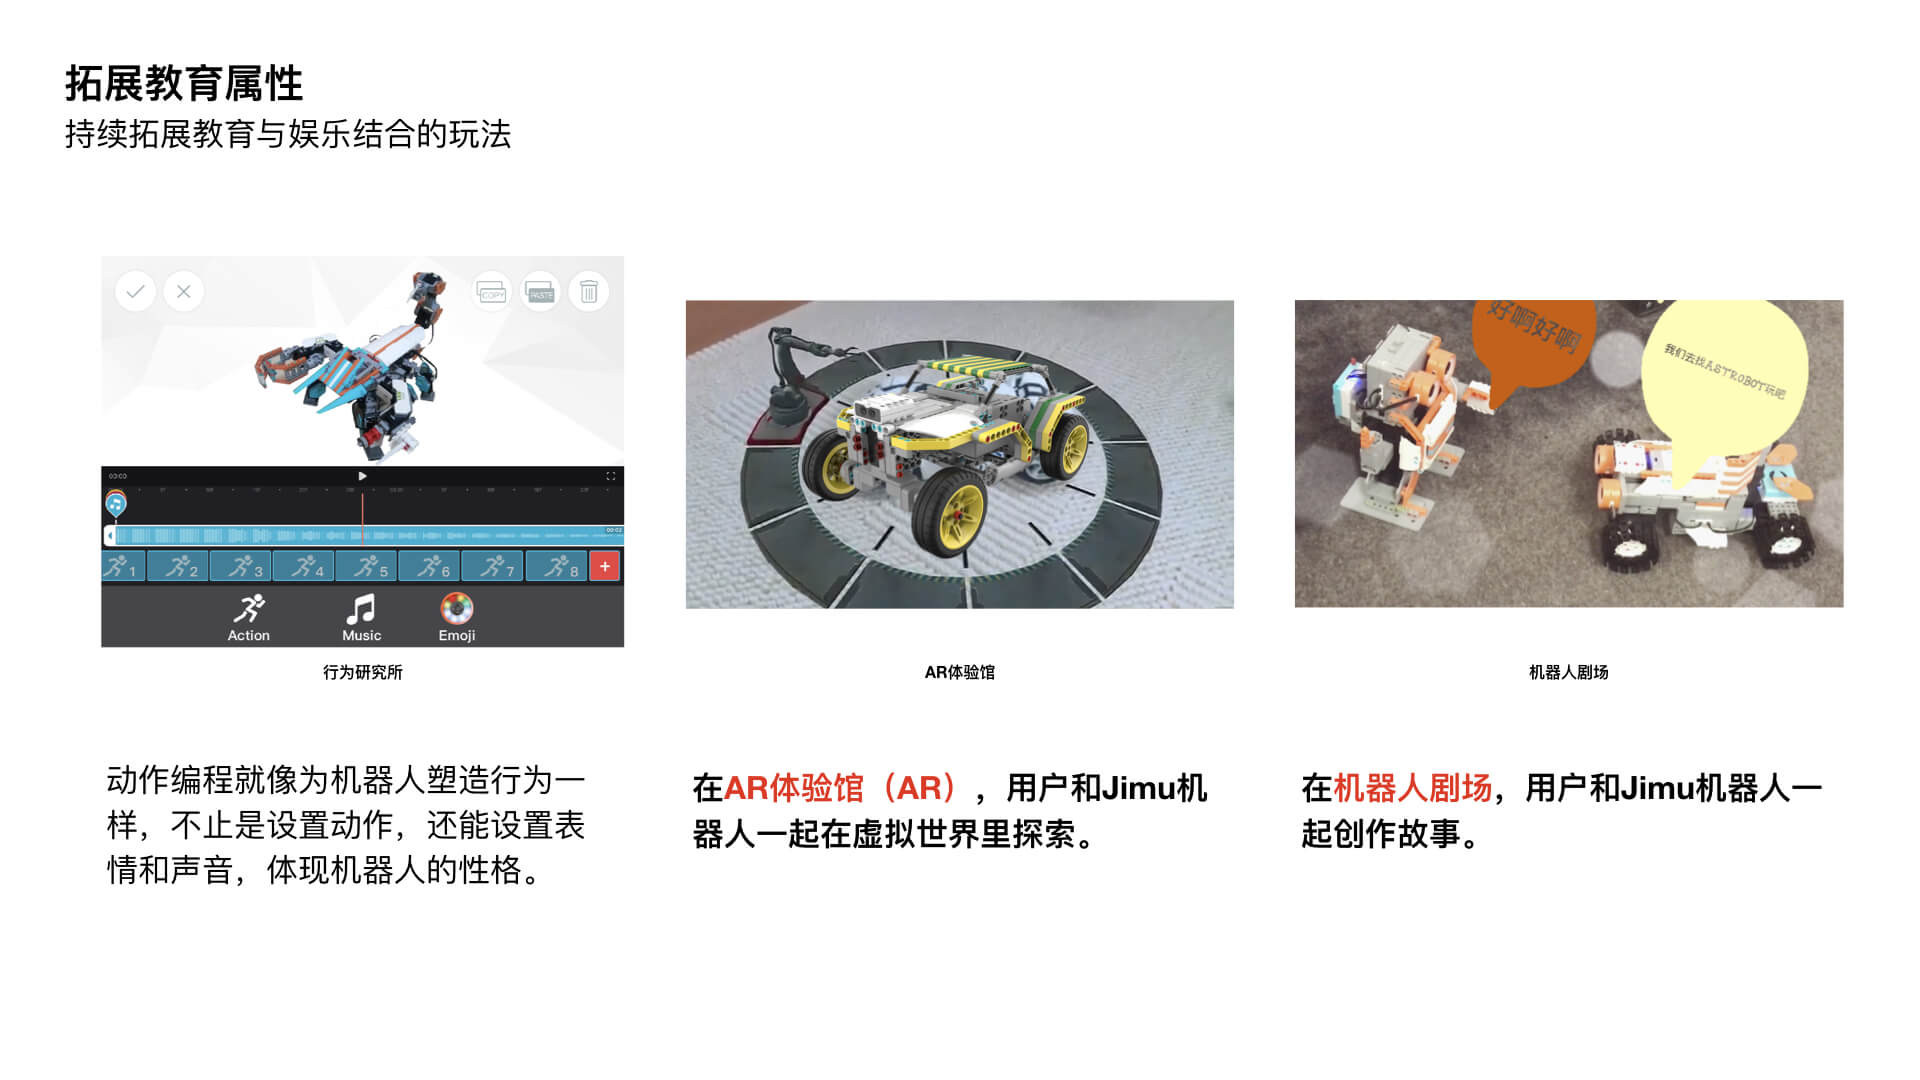 拓展教育属性
持续拓展教育与娱乐结合的玩法
COPY
PASTE
00:00
00:02
1
2
3
4
5
6
7
8
+
Action
Music
Emoji
好啊好啊
我们去找ASTROBOT玩吧
行为研究所
AR体验馆
机器人剧场
动作编程就像为机器人塑造行为一
样，不止是设置动作，还能设置表
情和声音，体现机器人的性格。
在AR体验馆（AR），用户和Jimu机
器人一起在虚拟世界里探索。
在机器人剧场，用户和Jimu机器人一
起创作故事。